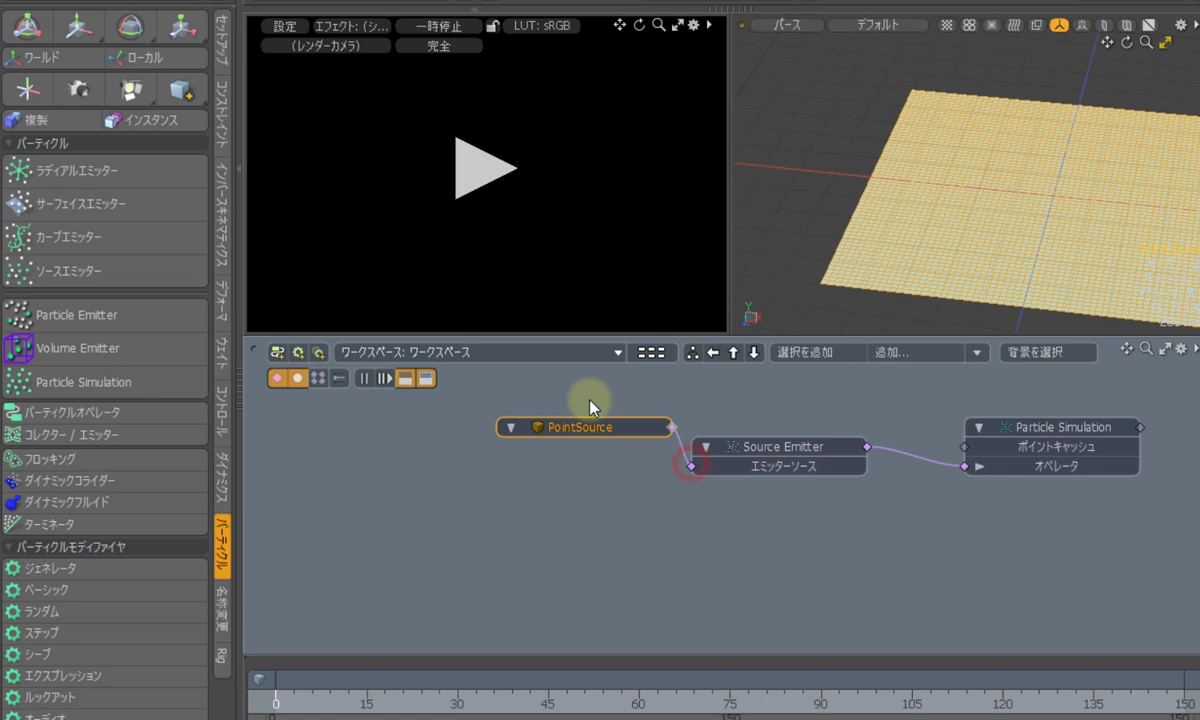 ワールド
ローカル
複製
インスタンス
パーティクル
ラディアルエミッター
サーフェイスエミッター
カーブエミッター
ソースエミッター
Particle Emitter
Volume Emitter
Particle Simulation
パーティクルオペレータ
コレクター / エミッター
フロッキング
ダイナミックコライダー
ダイナミックフルイド
ターミネータ
パーティクルモディファイヤ
ジェネレータ
ベーシック
ランダム
ステップ
シーブ
エクスプレッション
ルックアット
オーディオ
セットアップ
コンストレイント
インバースキネマティクス
デフォーマ
ウェイト
コントロール
ダイナミクス
パーティクル
名称変更
Rig
設定
エフェクト: (シ...
一時停止
LUT: sRGB
(レンダーカメラ)
完全
パース
デフォルト
Y
X
ワークスペース: ワークスペース
選択を追加
追加...
背景を選択
PointSource
Source Emitter
エミッターソース
Particle Simulation
ポイントキャッシュ
オペレータ
0 15 30 45 60 75 90 105 120 135 150
0 150